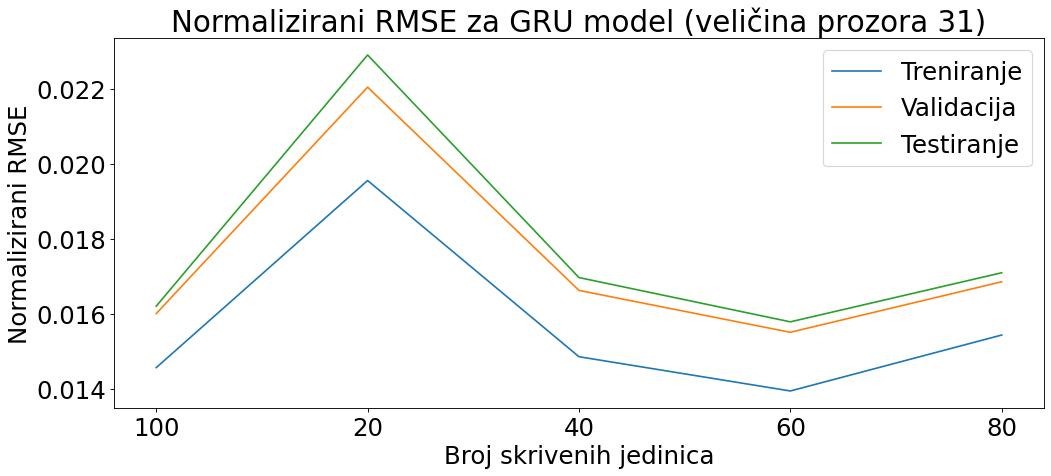 Normalizirani RMSE za GRU model (veličina prozora 31)
Normalizirani RMSE
0.022
0.020
0.018
0.016
0.014
Treniranje
Validacija
Testiranje
100 20 40 60 80
Broj skrivenih jedinica